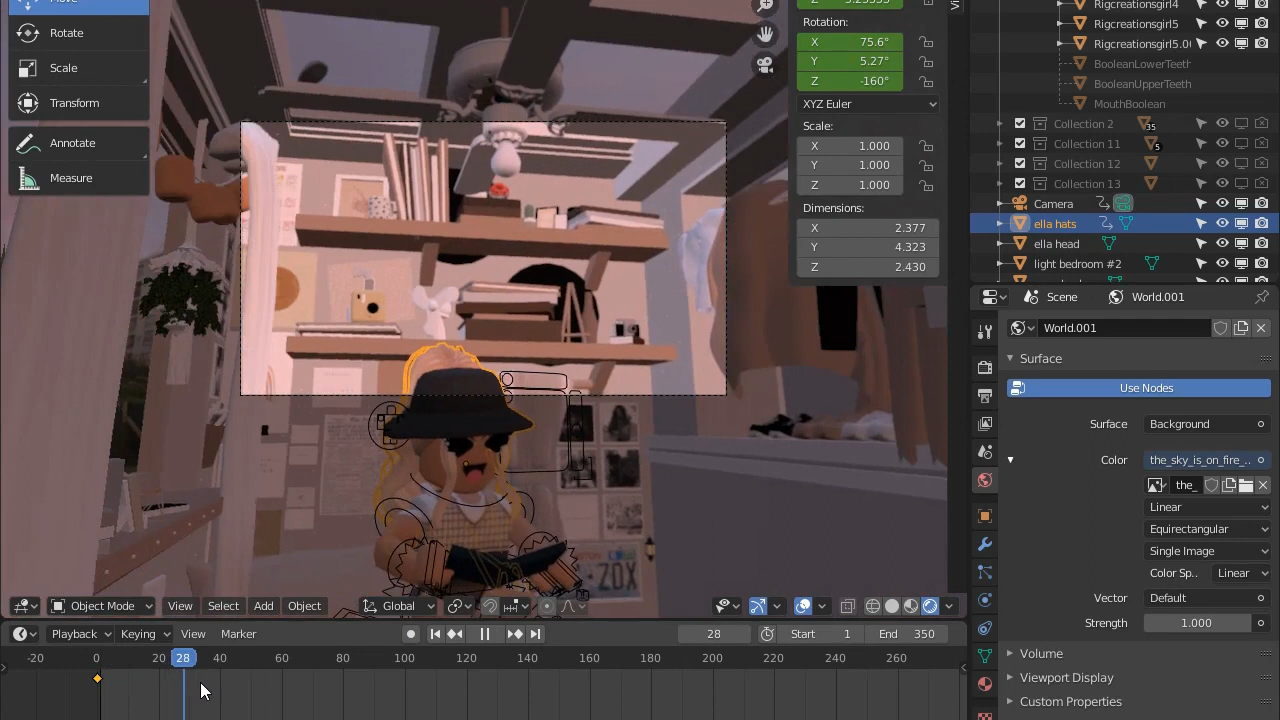 Move
Rotate
Scale
Transform
Annotate
Measure
Rotation:
X 75.6°
Y 5.27°
Z -160°
XYZ Euler
Scale:
X 1.000
Y 1.000
Z 1.000
Dimensions:
X 2.377
Y 4.323
Z 2.430
Rigcreationsgirl4
Rigcreationsgirl5
Rigcreationsgirl5.0
BooleanLowerTeeth
BooleanUpperTeeth
MouthBoolean
Collection 2 35
Collection 11 5
Collection 12
Collection 13
Camera
ella hats
ella head
light bedroom #2
Scene World.001
World.001
Surface
Use Nodes
Surface Background
Color the_sky_is_on_fire_..
the_
Linear
Equirectangular
Single Image
Color Sp.. Linear
Vector Default
Strength 1.000
Volume
Viewport Display
Custom Properties
ZOX
Object Mode View Select Add Object Global
Playback Keying View Marker 28 Start 1 End 350
-20 0 20 28 40 60 80 100 120 140 160 180 200 220 240 260